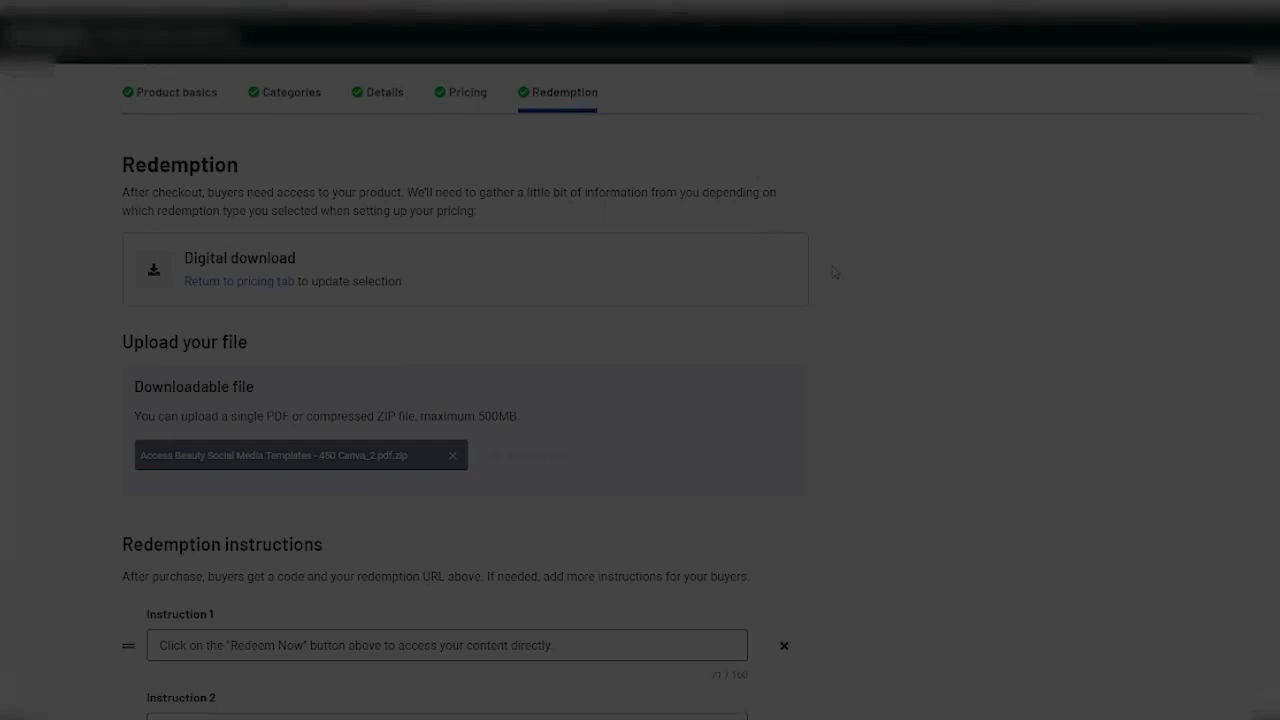 Product basics
Categories
Details
Pricing
Redemption
Redemption
After checkout, buyers need access to your product. We'll need to gather a little bit of information from you depending on
which redemption type you selected when setting up your pricing:
Digital download
Return to pricing tab to update selection
Upload your file
Downloadable file
You can upload a single PDF or compressed ZIP file, maximum 500MB.
Access Beauty Social Media Templates - 450 Canva_2.pdf.zip
Redemption instructions
After purchase, buyers get a code and your redemption URL above. If needed, add more instructions for your buyers.
Instruction 1
Click on the "Redeem Now" button above to access your content directly.
71 / 160
Instruction 2